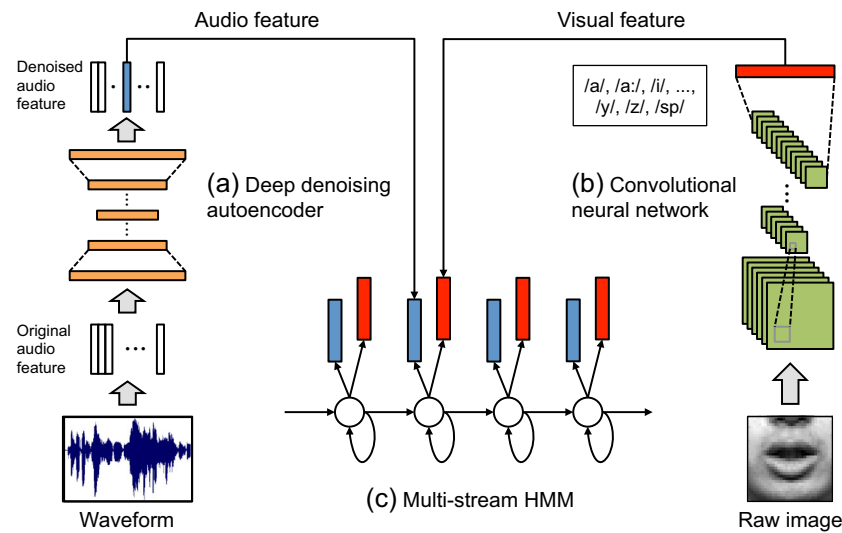 Audio feature
Visual feature
Denoised
audio
feature
/a/, /a:/, /i/, ...,
/y/, /z/, /sp/
(a) Deep denoising
autoencoder
(b) Convolutional
neural network
Original
audio
feature
(c) Multi-stream HMM
Waveform
Raw image